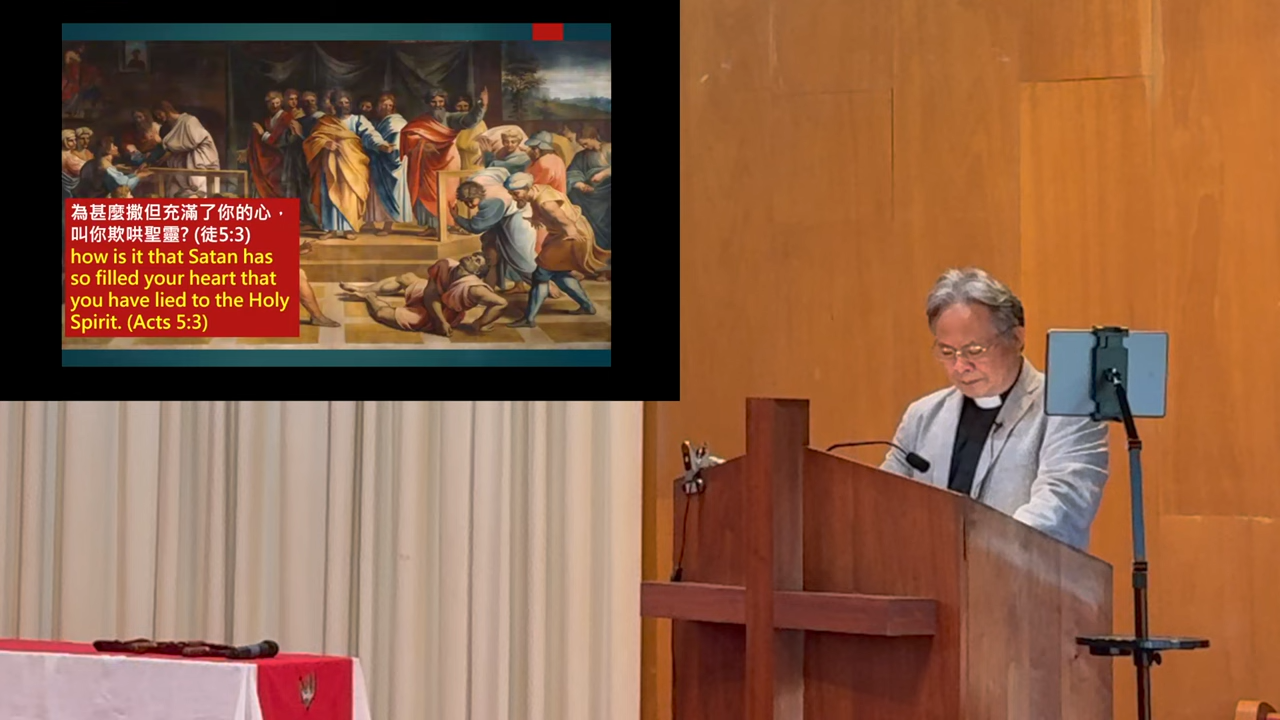 為甚麼撒但充滿了你的心，
叫你欺哄聖靈? (徒5:3)
how is it that Satan has
so filled your heart that
you have lied to the Holy
Spirit. (Acts 5:3)